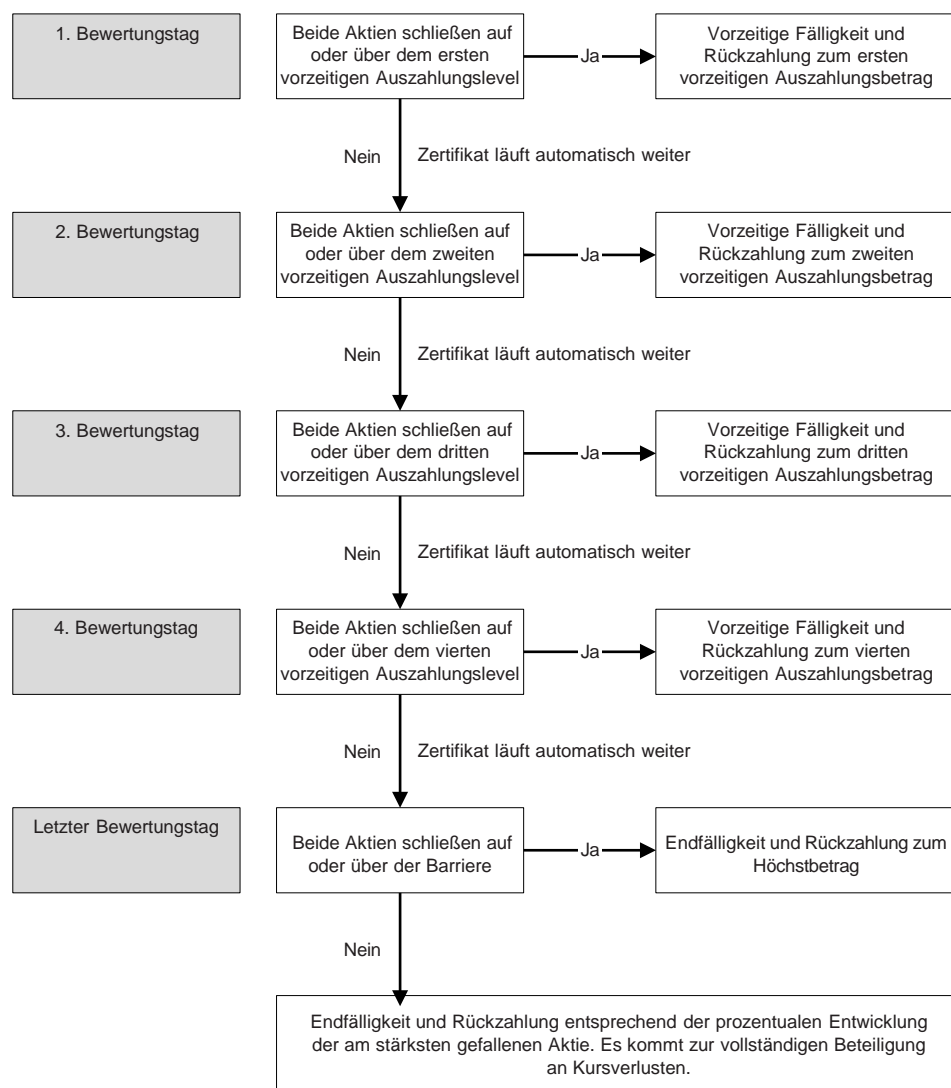 1. Bewertungstag
Beide Aktien schließen auf
oder über dem ersten
vorzeitigen Auszahlungslevel
Ja
Vorzeitige Fälligkeit und
Rückzahlung zum ersten
vorzeitigen Auszahlungsbetrag
Nein
Zertifikat läuft automatisch weiter
2. Bewertungstag
Beide Aktien schließen auf
oder über dem zweiten
vorzeitigen Auszahlungslevel
Ja
Vorzeitige Fälligkeit und
Rückzahlung zum zweiten
vorzeitigen Auszahlungsbetrag
Nein
Zertifikat läuft automatisch weiter
3. Bewertungstag
Beide Aktien schließen auf
oder über dem dritten
vorzeitigen Auszahlungslevel
Ja
Vorzeitige Fälligkeit und
Rückzahlung zum dritten
vorzeitigen Auszahlungsbetrag
Nein
Zertifikat läuft automatisch weiter
4. Bewertungstag
Beide Aktien schließen auf
oder über dem vierten
vorzeitigen Auszahlungslevel
Ja
Vorzeitige Fälligkeit und
Rückzahlung zum vierten
vorzeitigen Auszahlungsbetrag
Nein
Zertifikat läuft automatisch weiter
Letzter Bewertungstag
Beide Aktien schließen auf
oder über der Barriere
Ja
Endfälligkeit und Rückzahlung zum
Höchstbetrag
Nein
Endfälligkeit und Rückzahlung entsprechend der prozentualen Entwicklung
der am stärksten gefallenen Aktie. Es kommt zur vollständigen Beteiligung
an Kursverlusten.